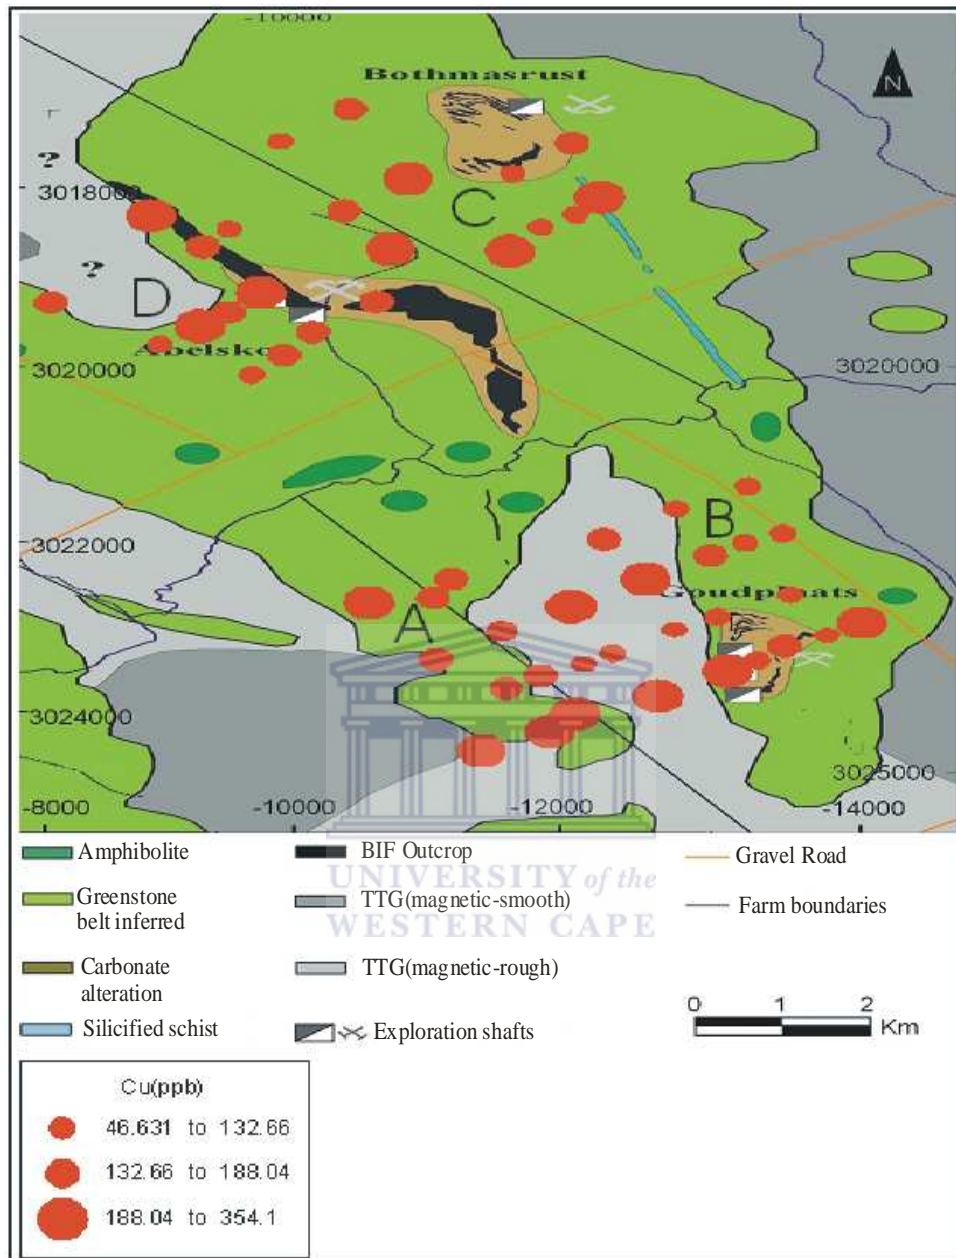 -10000
Bothmasrust
N
?
3018000
C
?
D
3020000
3020000
B
3022000
A
3024000
3025000
-8000
-10000
-12000
-14000
Amphibolite
BIF Outcrop
Gravel Road
UNIVERSITY of the
Greenstone
belt inferred
TTG(magnetic-smooth)
Farm boundaries
WESTERN CAPE
Carbonate
alteration
TTG(magnetic-rough)
Silicified schist
Exploration shafts
0 1 2
Km
Cu(ppb)
46.631 to 132.66
132.66 to 188.04
188.04 to 354.1